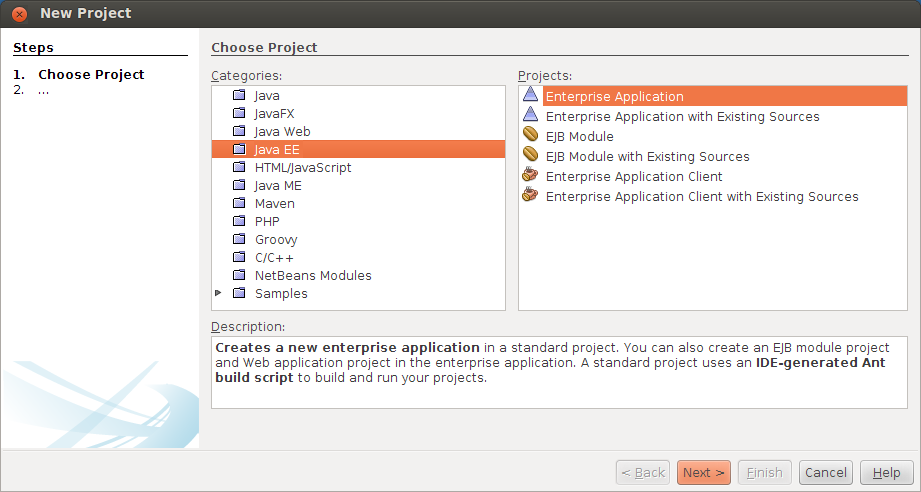 New Project
Steps
1. Choose Project
2. ...
Choose Project
Categories:
Java
JavaFX
Java Web
Java EE
HTML/JavaScript
Java ME
Maven
PHP
Groovy
C/C++
NetBeans Modules
Samples
Projects:
Enterprise Application
Enterprise Application with Existing Sources
EJB Module
EJB Module with Existing Sources
Enterprise Application Client
Enterprise Application Client with Existing Sources
Description:
Creates a new enterprise application in a standard project. You can also create an EJB module project
and Web application project in the enterprise application. A standard project uses an IDE-generated Ant
build script to build and run your projects.
< Back Next > Finish Cancel Help